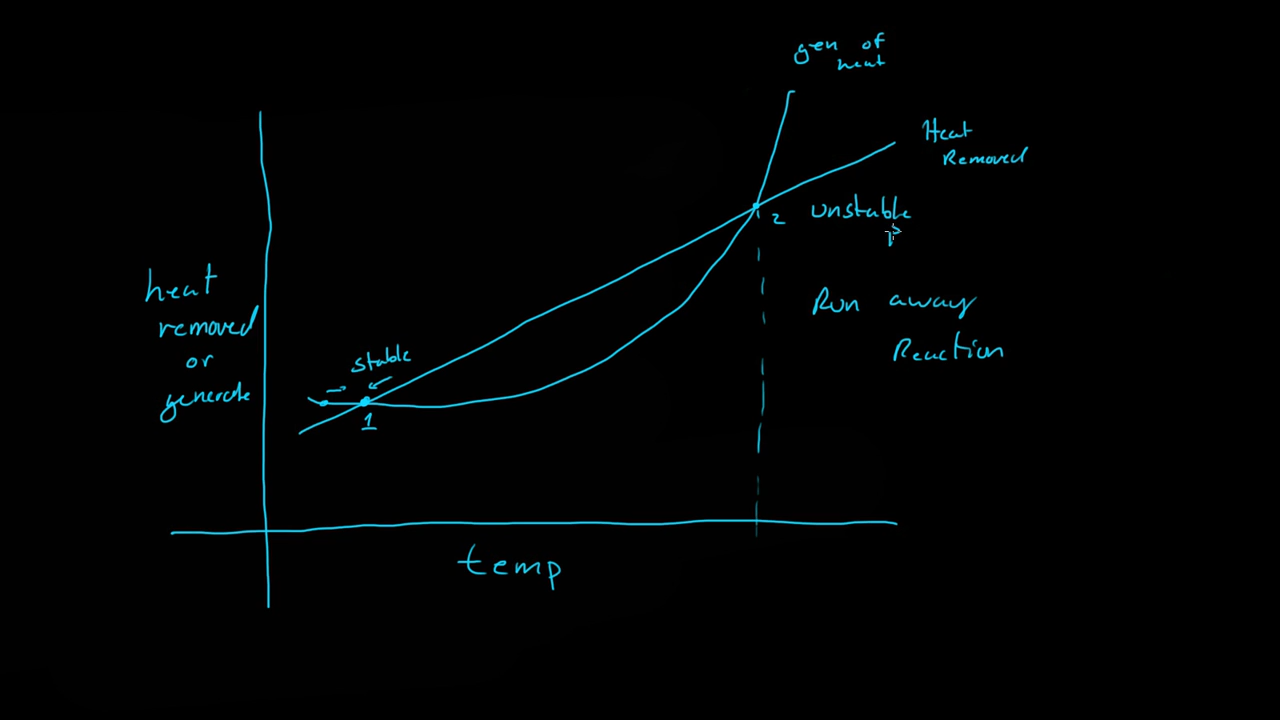 gen of
heat
Heat
Removed
2 unstable
heat
removed
or
generate
Run away
Reaction
stable
1
temp